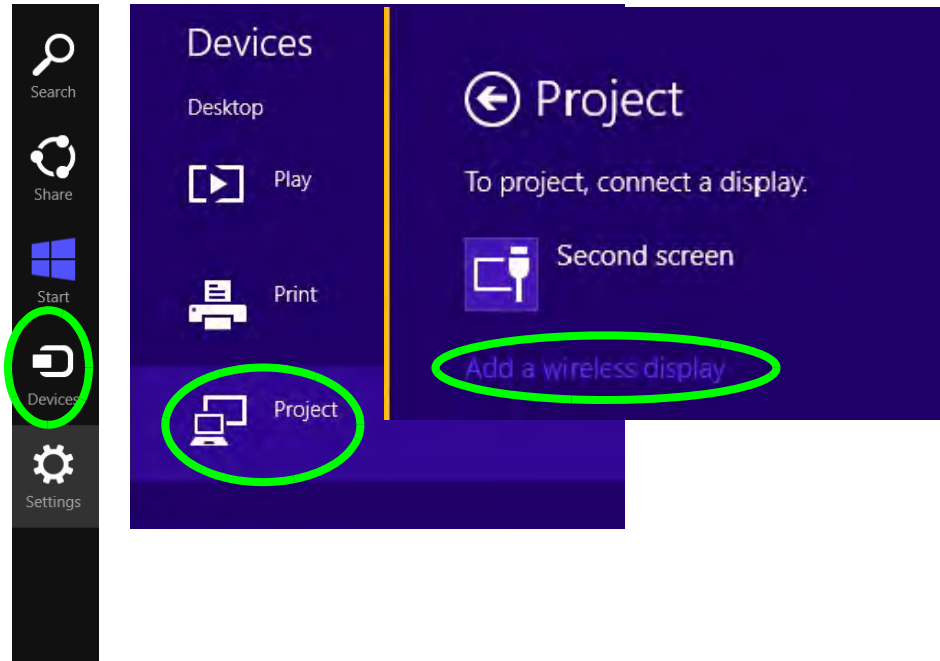 Search
Share
Start
Devices
Settings
Devices
Desktop
Play
Print
Project
Project
To project, connect a display.
Second screen
Add a wireless display